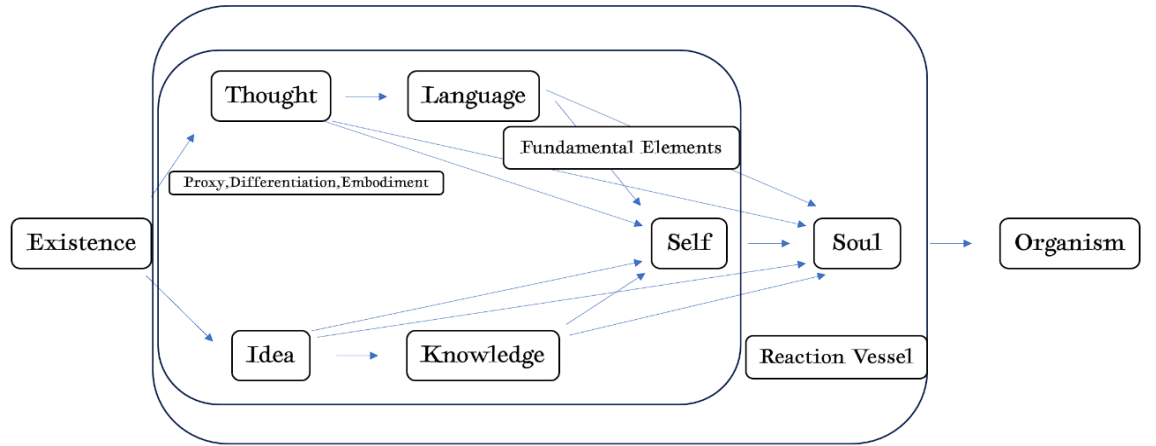 Thought
Language
Fundamental Elements
Proxy,Differentiation,Embodiment
Existence
Self
Soul
Organism
Idea
Knowledge
Reaction Vessel